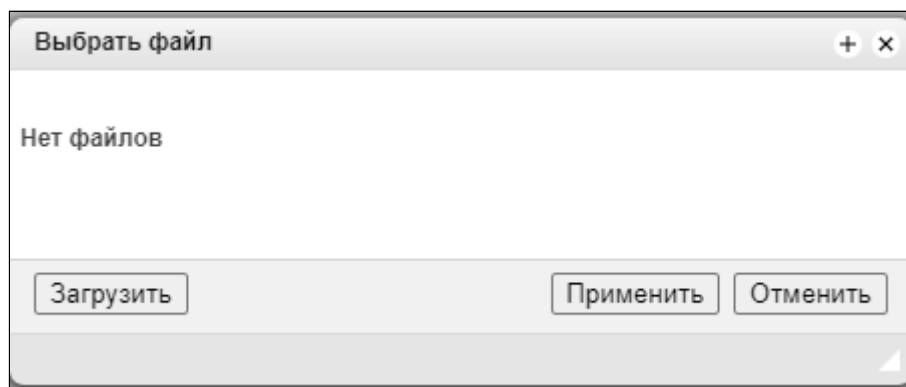 Выбрать файл
Нет файлов
Загрузить Применить Отменить